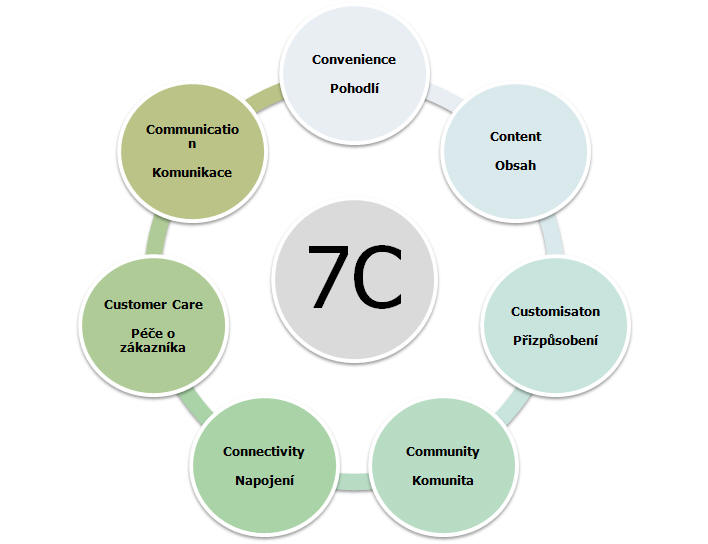 Convenience
Pohodlí
Content
Obsah
Customisaton
Přizpůsobení
Community
Komunita
Connectivity
Napojení
Customer Care
Péče o
zákazníka
Communicatio
n
Komunikace
7C